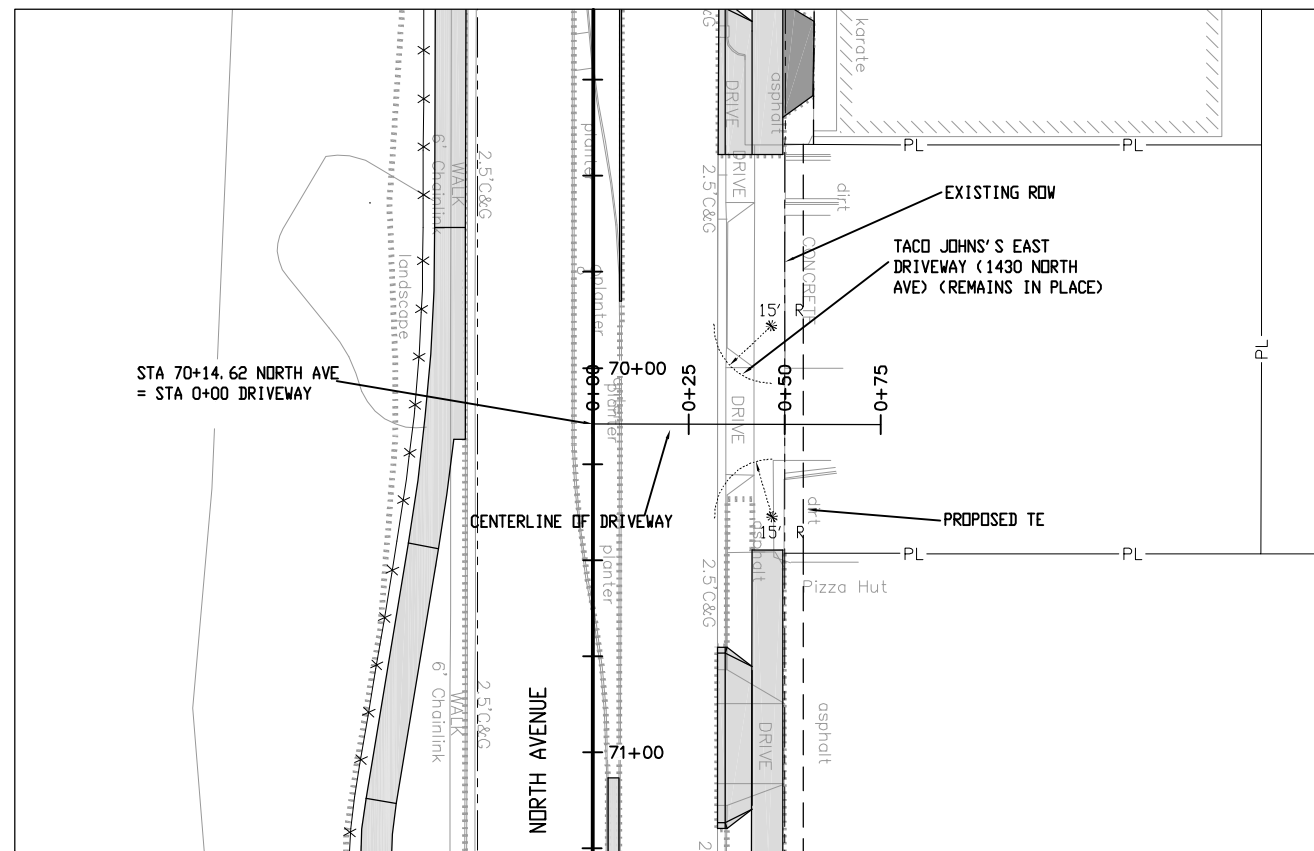 karate
asphalt
DRIVE
C&G
planter
6' Chainlink
WALK
2.5'C&G
2.5'C&G
DRIVE
PL
PL
dirt
EXISTING ROW
TACO JOHNS'S EAST
DRIVEWAY (1430 NORTH
AVE) (REMAINS IN PLACE)
CONCRETE
landscape
planter
15'
R
PL
STA 70+14.62 NORTH AVE
= STA 0+00 DRIVEWAY
0+00
70+00
0+25
0+50
0+75
planter
DRIVE
CENTERLINE OF DRIVEWAY
15'
R
dirt
PROPOSED TE
asphalt
planter
PL
PL
2.5'C&G
Pizza Hut
6' Chainlink
WALK
2.5'C&G
NORTH AVENUE
71+00
DRIVE
asphalt
2